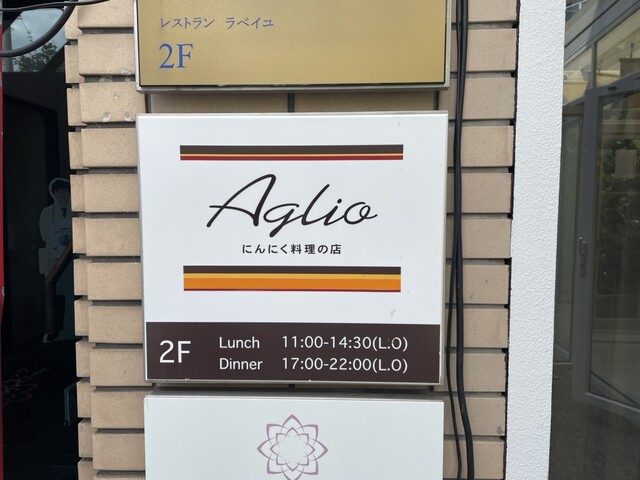 レストラン ラベイユ
2F
Aglio
にんにく料理の店
2F
Lunch 11:00-14:30(L.O)
Dinner 17:00-22:00(L.O)